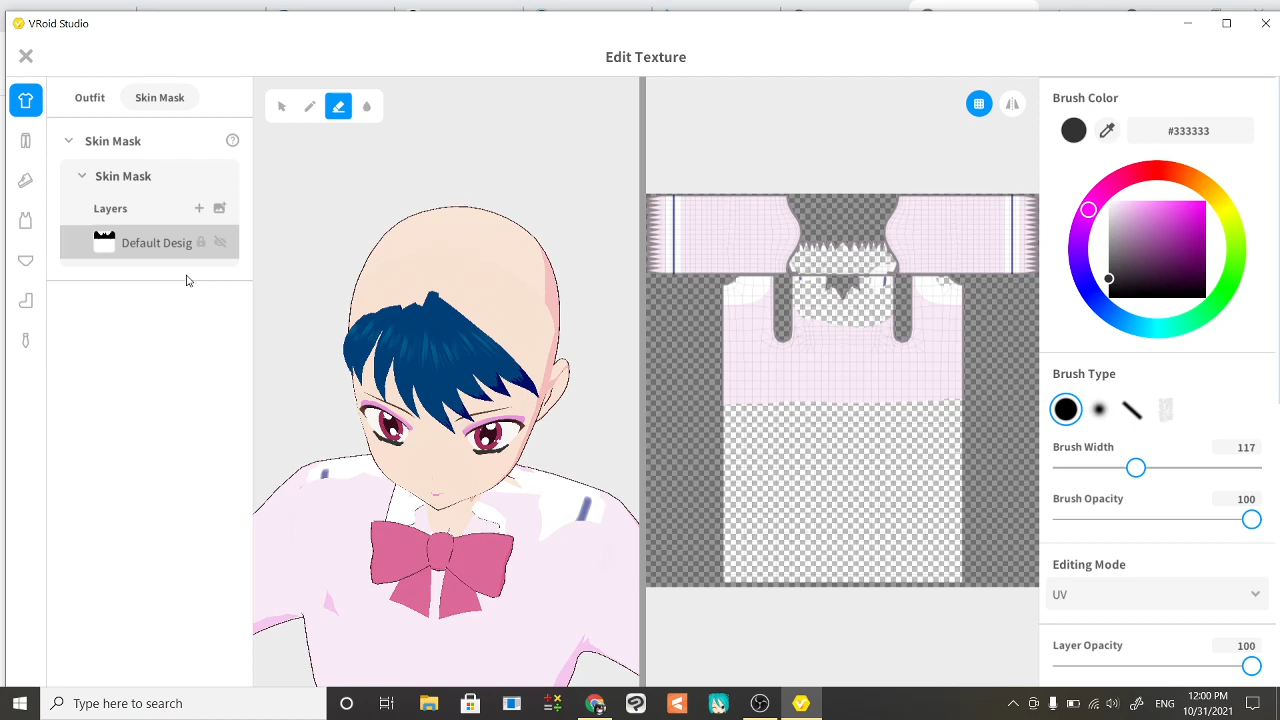 VRoid Studio
Edit Texture
Outfit
Skin Mask
Skin Mask
Skin Mask
Layers
Default Desig
Brush Color
#333333
Brush Type
Brush Width
117
Brush Opacity
100
Editing Mode
UV
Layer Opacity
100
Type here to search
ENG
12:00 PM
10/31/2021